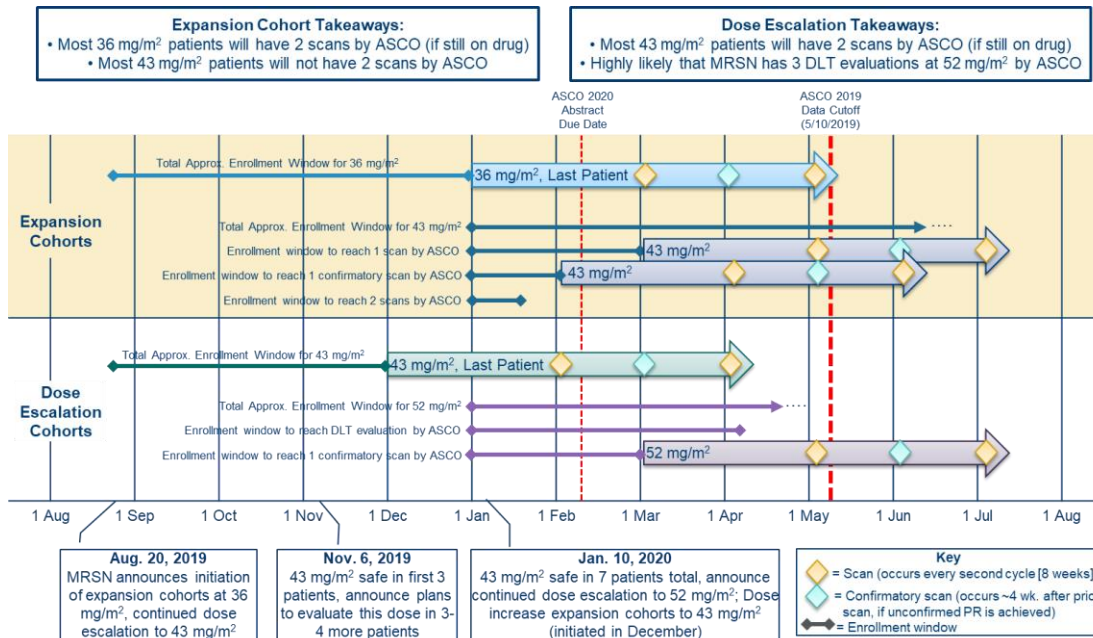 Expansion Cohort Takeaways:
• Most 36 mg/m² patients will have 2 scans by ASCO (if still on drug)
• Most 43 mg/m² patients will not have 2 scans by ASCO
Dose Escalation Takeaways:
• Most 43 mg/m² patients will have 2 scans by ASCO (if still on drug)
• Highly likely that MRSN has 3 DLT evaluations at 52 mg/m² by ASCO
ASCO 2020
Abstract
Due Date
ASCO 2019
Data Cutoff
(5/10/2019)
Expansion
Cohorts
Total Approx. Enrollment Window for 36 mg/m²
36 mg/m², Last Patient
Total Approx. Enrollment Window for 43 mg/m²
Enrollment window to reach 1 scan by ASCO
43 mg/m²
Enrollment window to reach 1 confirmatory scan by ASCO
43 mg/m²
Enrollment window to reach 2 scans by ASCO
Dose
Escalation
Cohorts
Total Approx. Enrollment Window for 43 mg/m²
43 mg/m², Last Patient
Total Approx. Enrollment Window for 52 mg/m²
Enrollment window to reach DLT evaluation by ASCO
Enrollment window to reach 1 confirmatory scan by ASCO
52 mg/m²
1 Aug 1 Sep 1 Oct 1 Nov 1 Dec 1 Jan 1 Feb 1 Mar 1 Apr 1 May 1 Jun 1 Jul 1 Aug
Aug. 20, 2019
MRSN announces initiation
of expansion cohorts at 36
mg/m², continued dose
escalation to 43 mg/m²
Nov. 6, 2019
43 mg/m² safe in first 3
patients, announce plans
to evaluate this dose in 3-
4 more patients
Jan. 10, 2020
43 mg/m² safe in 7 patients total, announce
continued dose escalation to 52 mg/m²; Dose
increase expansion cohorts to 43 mg/m²
(initiated in December)
Key
= Scan (occurs every second cycle [8 weeks]
= Confirmatory scan (occurs ~4 wk. after prio
scan, if unconfirmed PR is achieved)
= Enrollment window